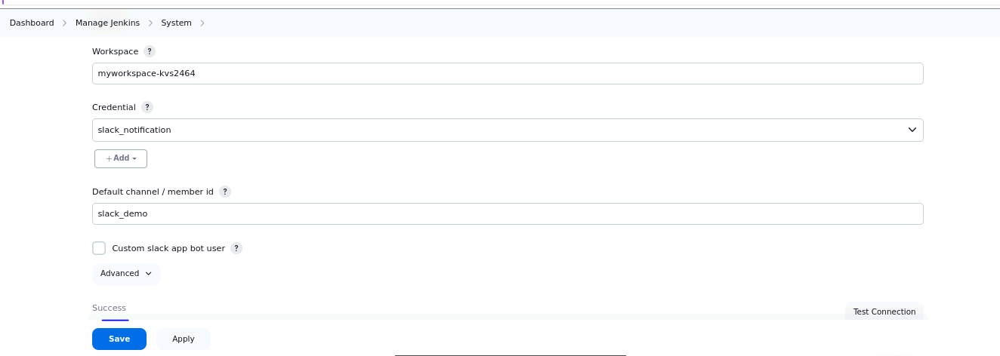 Dashboard > Manage Jenkins > System >
Workspace ?
myworkspace-kvs2464
Credential ?
slack_notification
+ Add
Default channel / member id ?
slack_demo
Custom slack app bot user ?
Advanced
Success
Test Connection
Save Apply